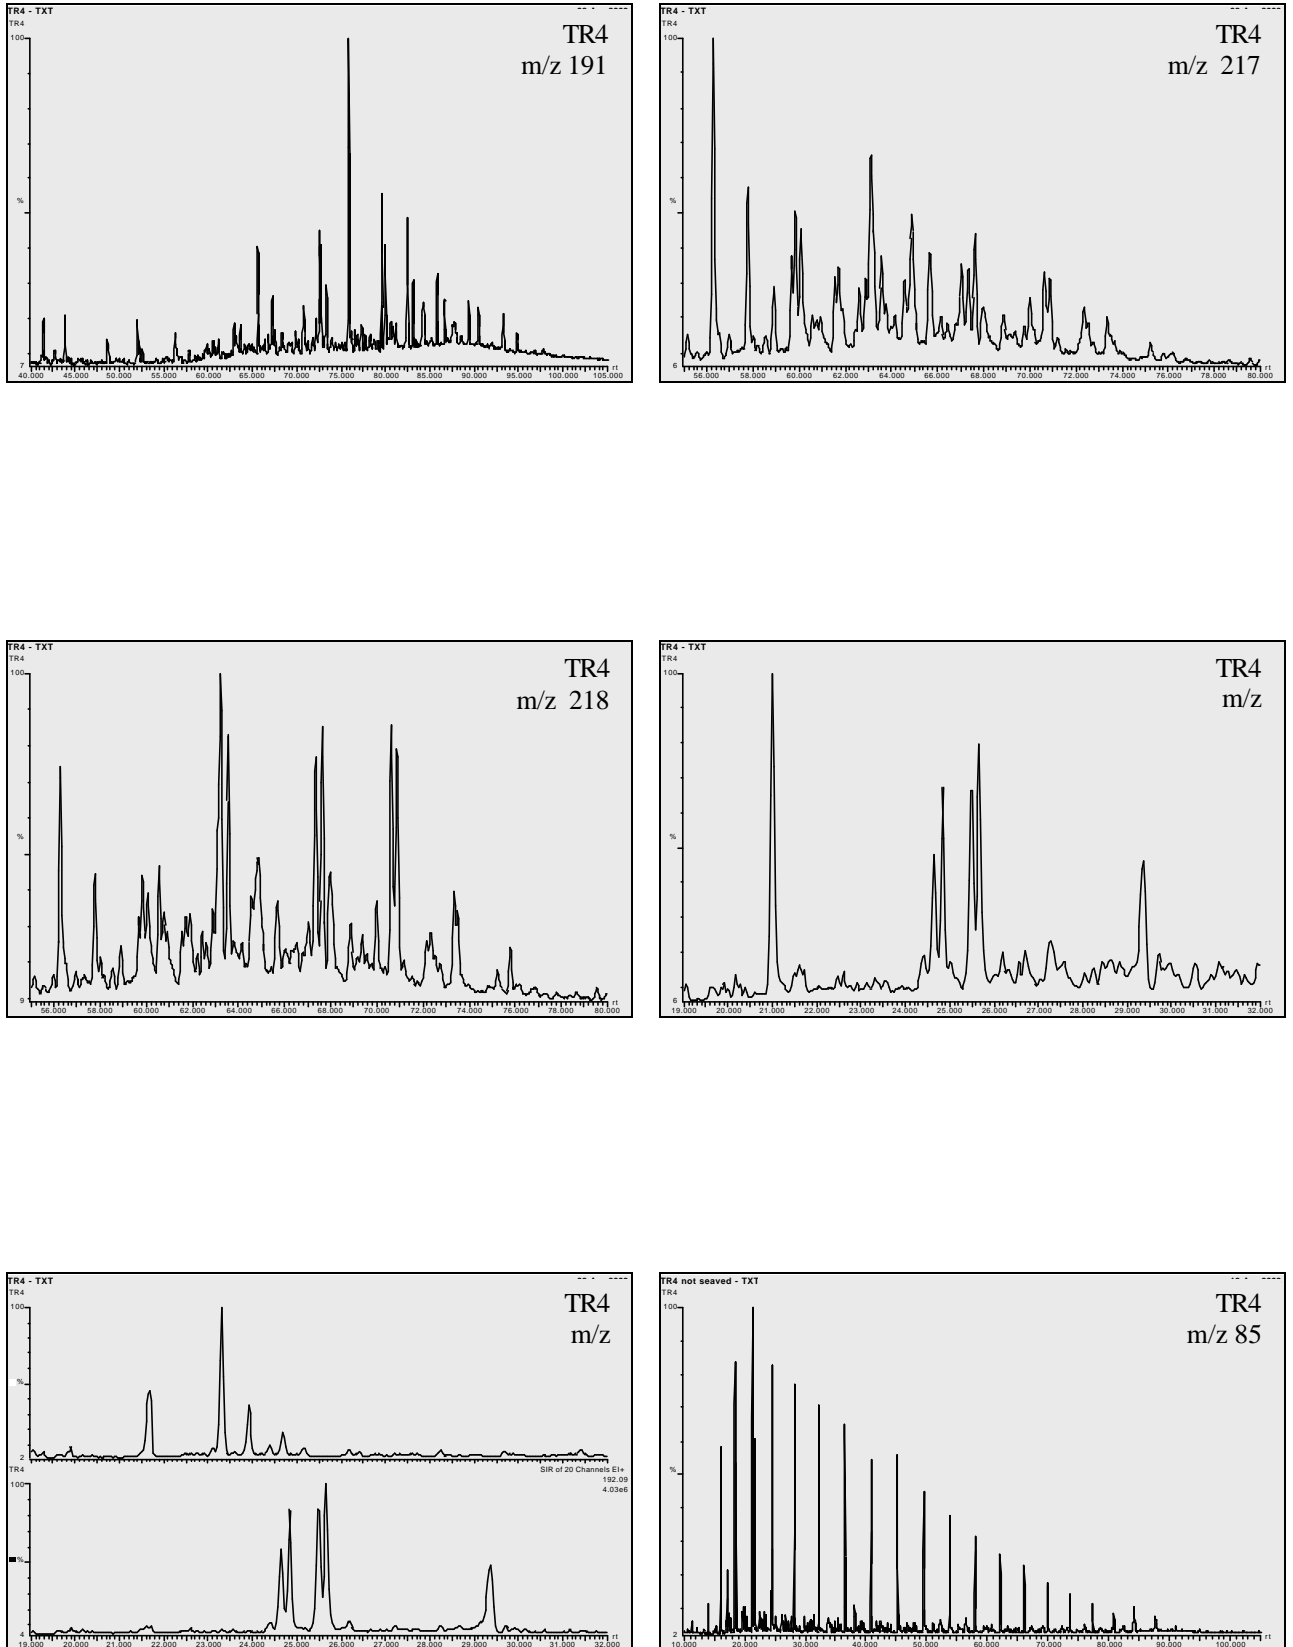 TR4 - TXT
TR4
TR4
m/z 191
100
%
7
40.000 45.000 50.000 55.000 60.000 65.000 70.000 75.000 80.000 85.000 90.000 95.000 100.000 105.000 rt
TR4 - TXT
TR4
TR4
m/z 217
100
%
6
56.000 58.000 60.000 62.000 64.000 66.000 68.000 70.000 72.000 74.000 76.000 78.000 80.000 rt
TR4 - TXT
TR4
TR4
m/z 218
100
%
9
56.000 58.000 60.000 62.000 64.000 66.000 68.000 70.000 72.000 74.000 76.000 78.000 80.000 rt
TR4 - TXT
TR4
TR4
m/z
100
%
6
19.000 20.000 21.000 22.000 23.000 24.000 25.000 26.000 27.000 28.000 29.000 30.000 31.000 32.000 rt
TR4 - TXT
TR4
TR4
m/z
100
%
2
TR4
SIR of 20 Channels EI+
192.09
4.03e6
100
%
4
19.000 20.000 21.000 22.000 23.000 24.000 25.000 26.000 27.000 28.000 29.000 30.000 31.000 32.000
TR4 not seaved - TXT
TR4
TR4
m/z 85
100
%
2
10.000 20.000 30.000 40.000 50.000 60.000 70.000 80.000 90.000 100.000 rt